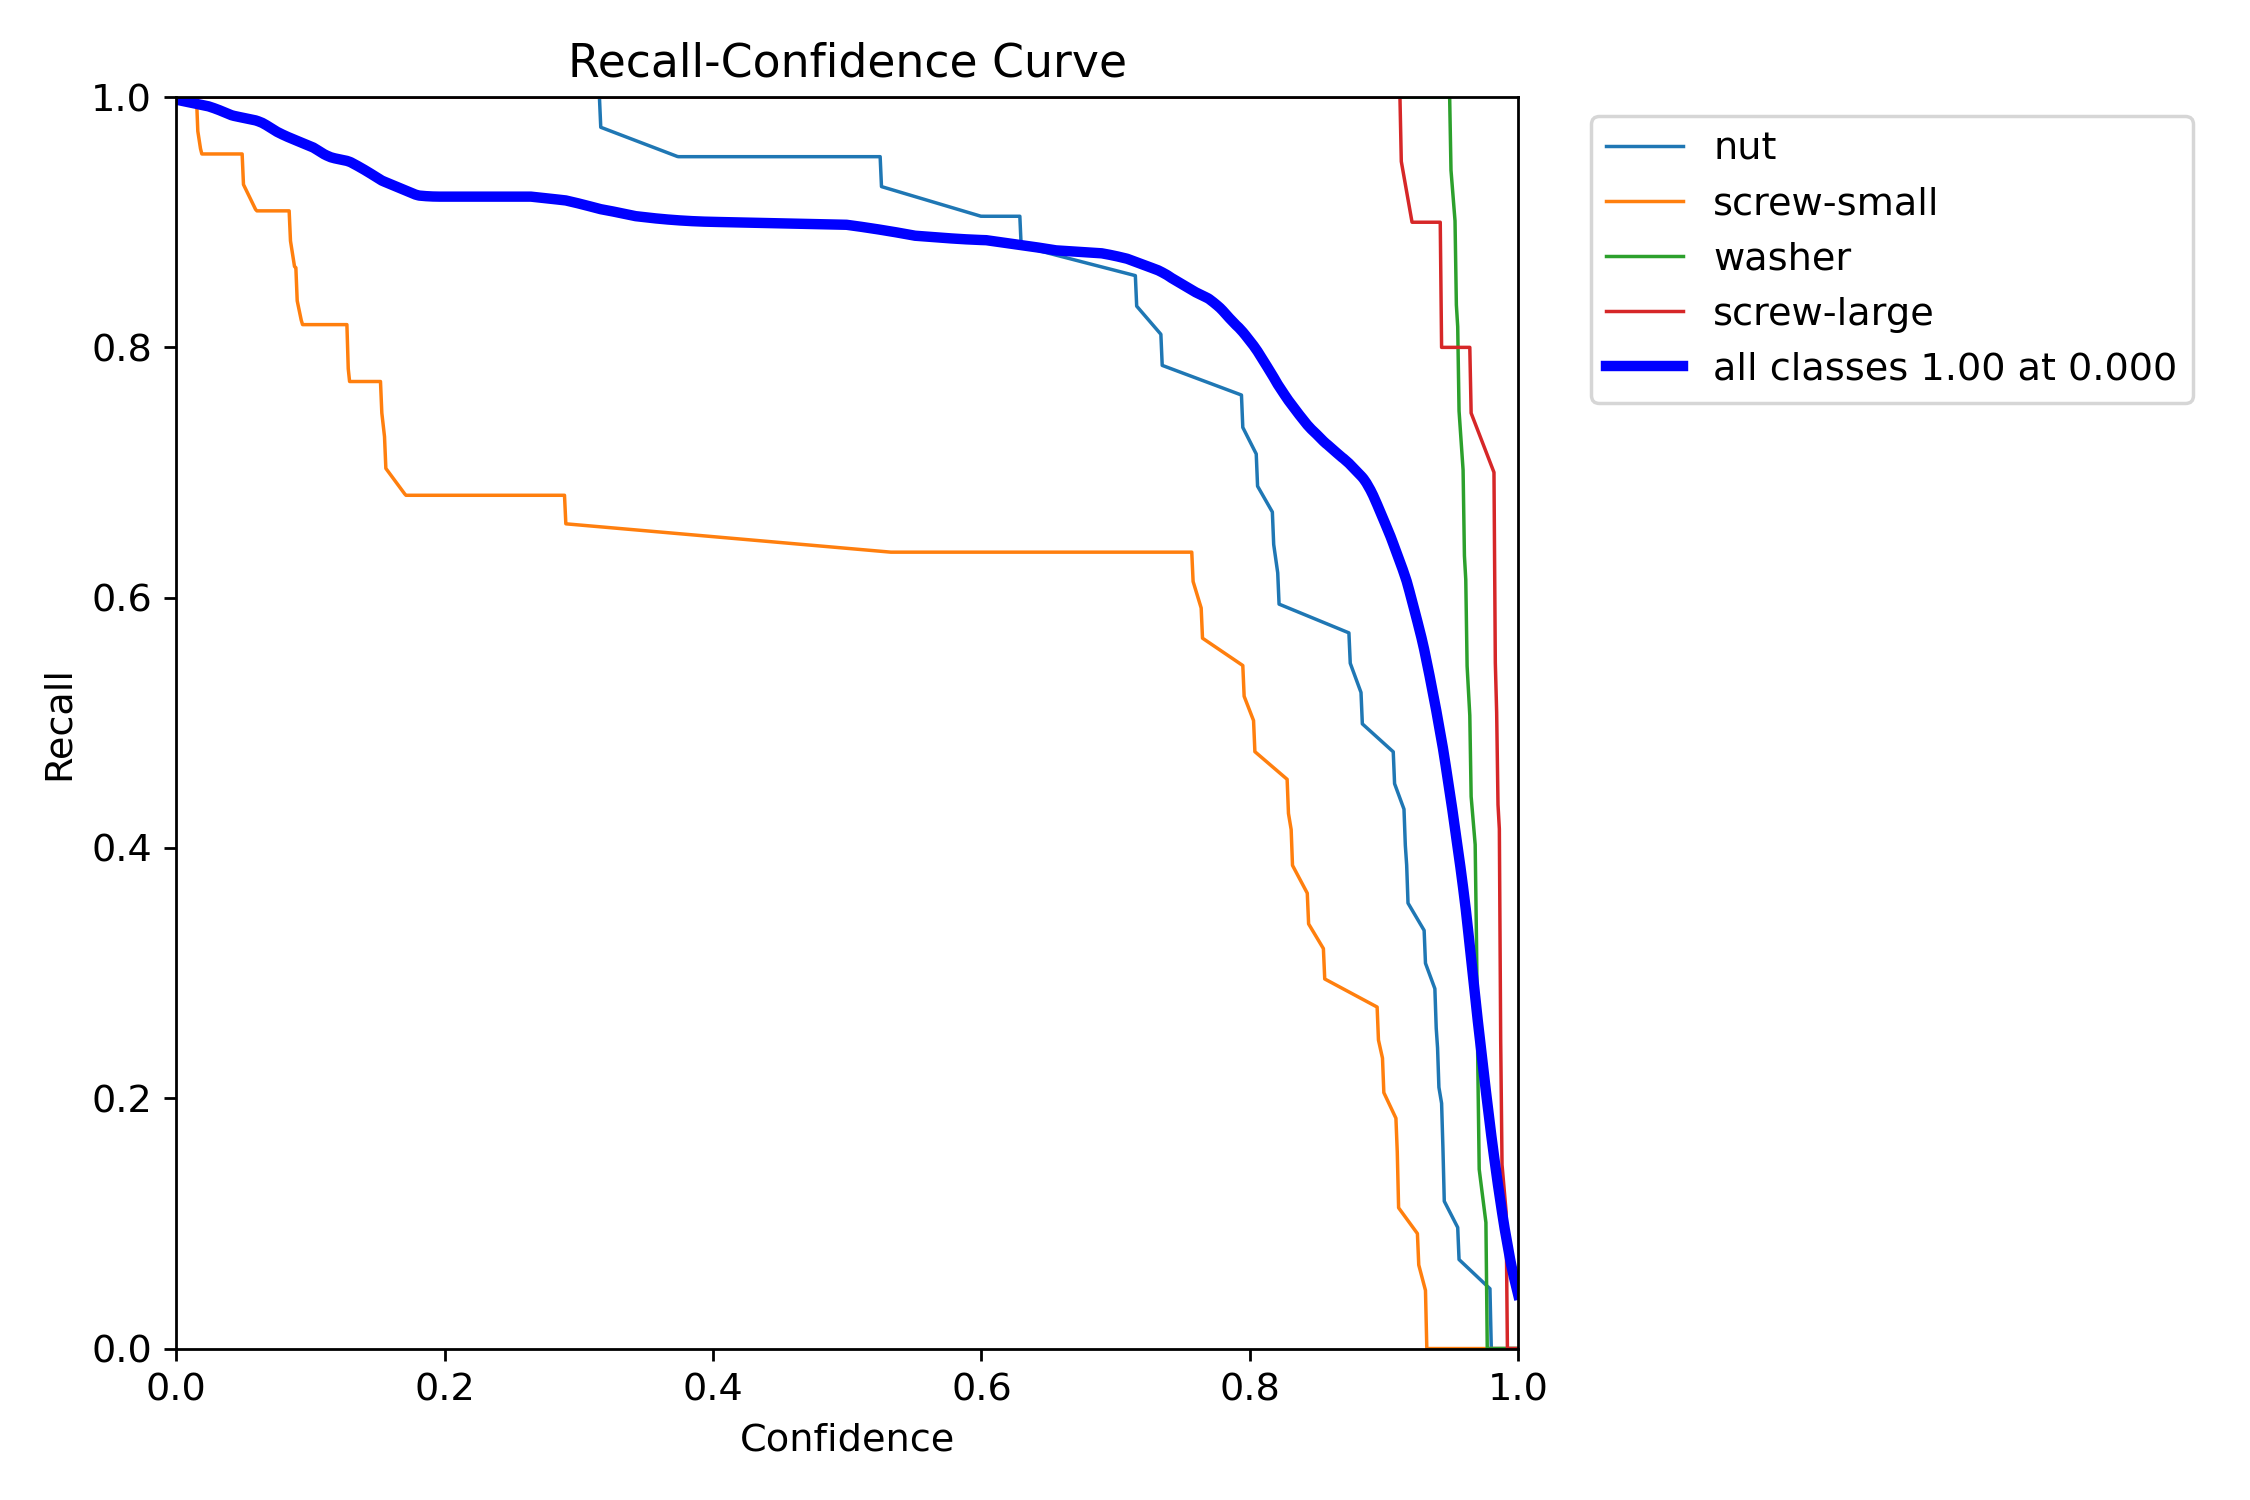 Recall-Confidence Curve
1.0
0.8
0.6
0.4
0.2
0.0
Recall
0.0 0.2 0.4 0.6 0.8 1.0
Confidence
nut
screw-small
washer
screw-large
all classes 1.00 at 0.000